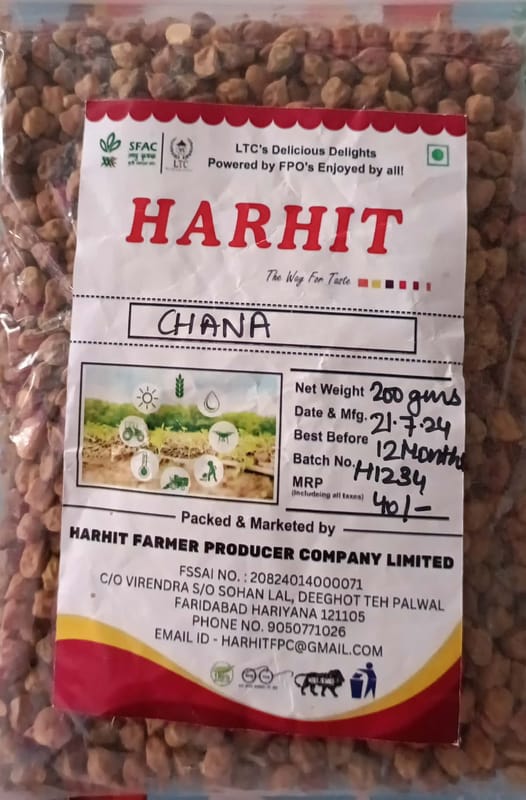 SFAC
LTC
LTC's Delicious Delights
Powered by FPO's Enjoyed by all!
HARHIT
The Way For Taste
CHANA
Net Weight 200 gms
Date & Mfg. 21.7.24
Best Before 12 Months
Batch No. H1234
MRP 40/-
(Includeing all taxes)
Packed & Marketed by
HARHIT FARMER PRODUCER COMPANY LIMITED
FSSAI NO. : 20824014000071
C/O VIRENDRA S/O SOHAN LAL, DEEGHOT TEH PALWAL
FARIDABAD HARIYANA 121105
PHONE NO. 9050771026
EMAIL ID - HARHITFPC@GMAIL.COM